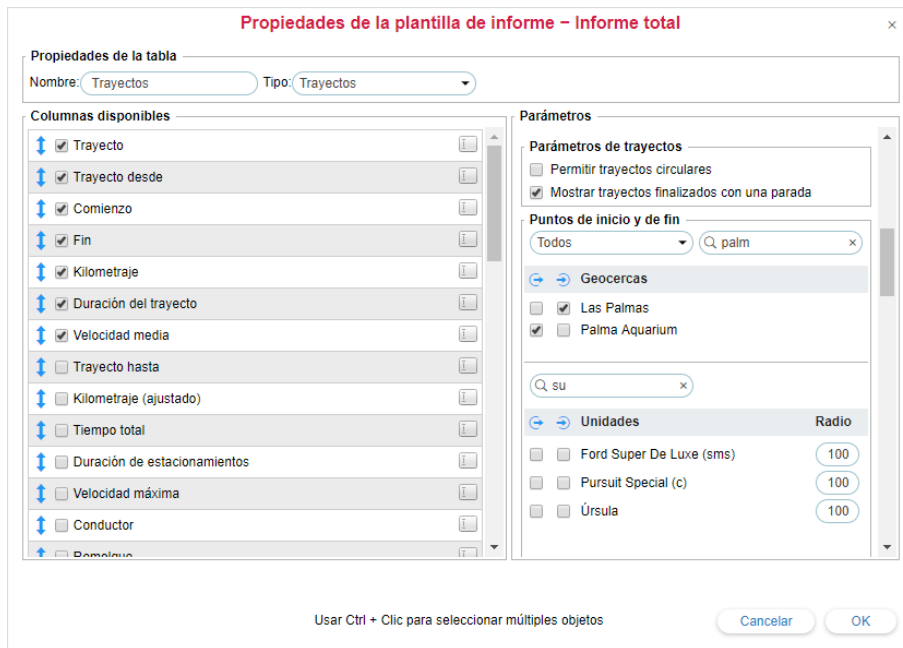 Propiedades de la plantilla de informe – Informe total
×
Propiedades de la tabla
Nombre: Trayectos Tipo: Trayectos
Columnas disponibles
Trayecto
Trayecto desde
Comienzo
Fin
Kilometraje
Duración del trayecto
Velocidad media
Trayecto hasta
Kilometraje (ajustado)
Tiempo total
Duración de estacionamientos
Velocidad máxima
Conductor
Remolque
Parámetros
Parámetros de trayectos
Permitir trayectos circulares
Mostrar trayectos finalizados con una parada
Puntos de inicio y de fin
Todos palm ×
Geocercas
Las Palmas
Palma Aquarium
su ×
Unidades Radio
Ford Super De Luxe (sms) 100
Pursuit Special (c) 100
Úrsula 100
Usar Ctrl + Clic para seleccionar múltiples objetos
Cancelar OK